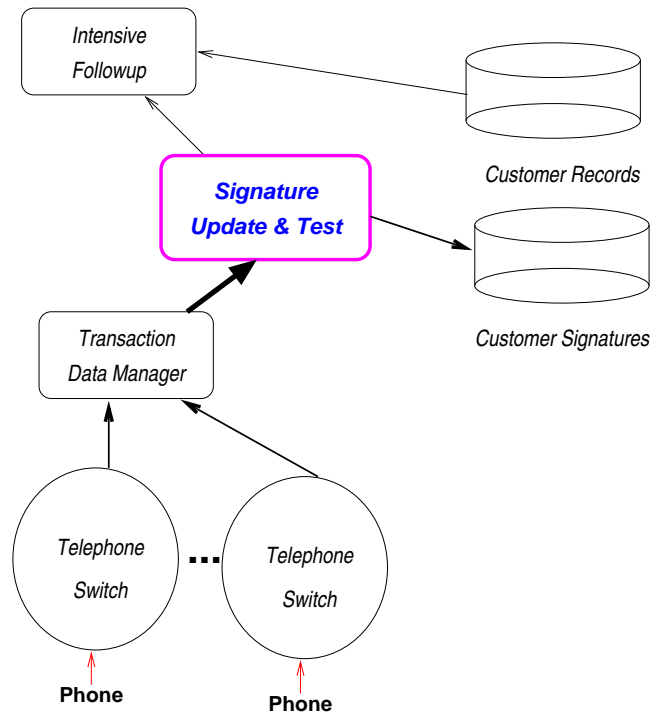 Intensive
Followup
Customer Records
Signature
Update & Test
Customer Signatures
Transaction
Data Manager
Telephone
Switch
...
Telephone
Switch
Phone
Phone